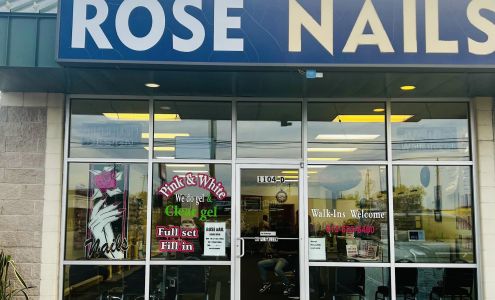 ROSE NAILS
1104-D
Pink & White
We do gel &
Clear gel
Full set
Fill in
Nails
Walk-Ins Welcome